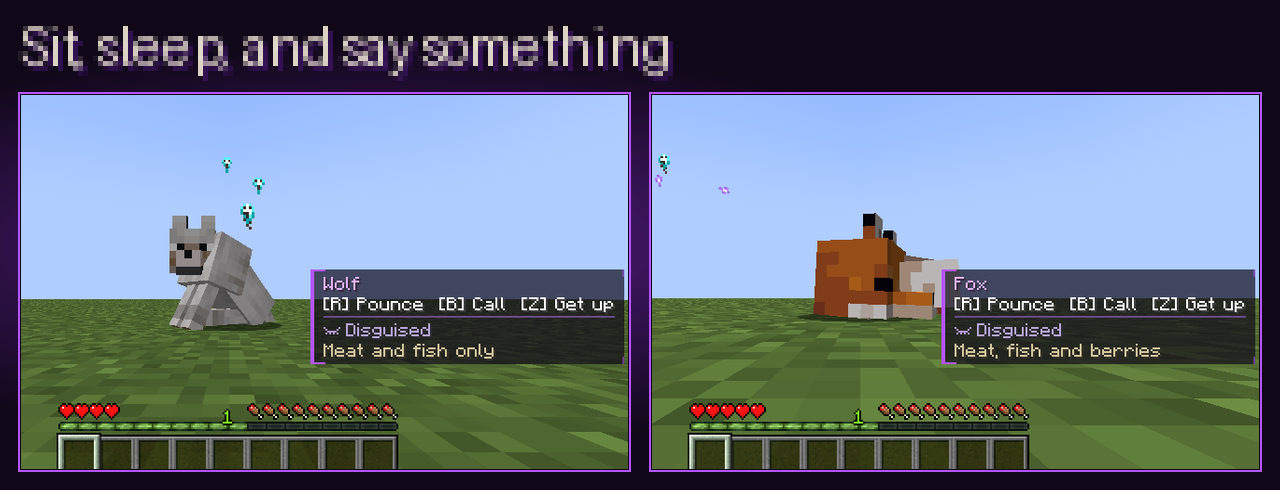 Sit, sleep, and say something
Wolf
[R] Pounce [B] Call [Z] Get up
Disguised
Meat and fish only
1
Fox
[R] Pounce [B] Call [Z] Get up
Disguised
Meat, fish and berries
1